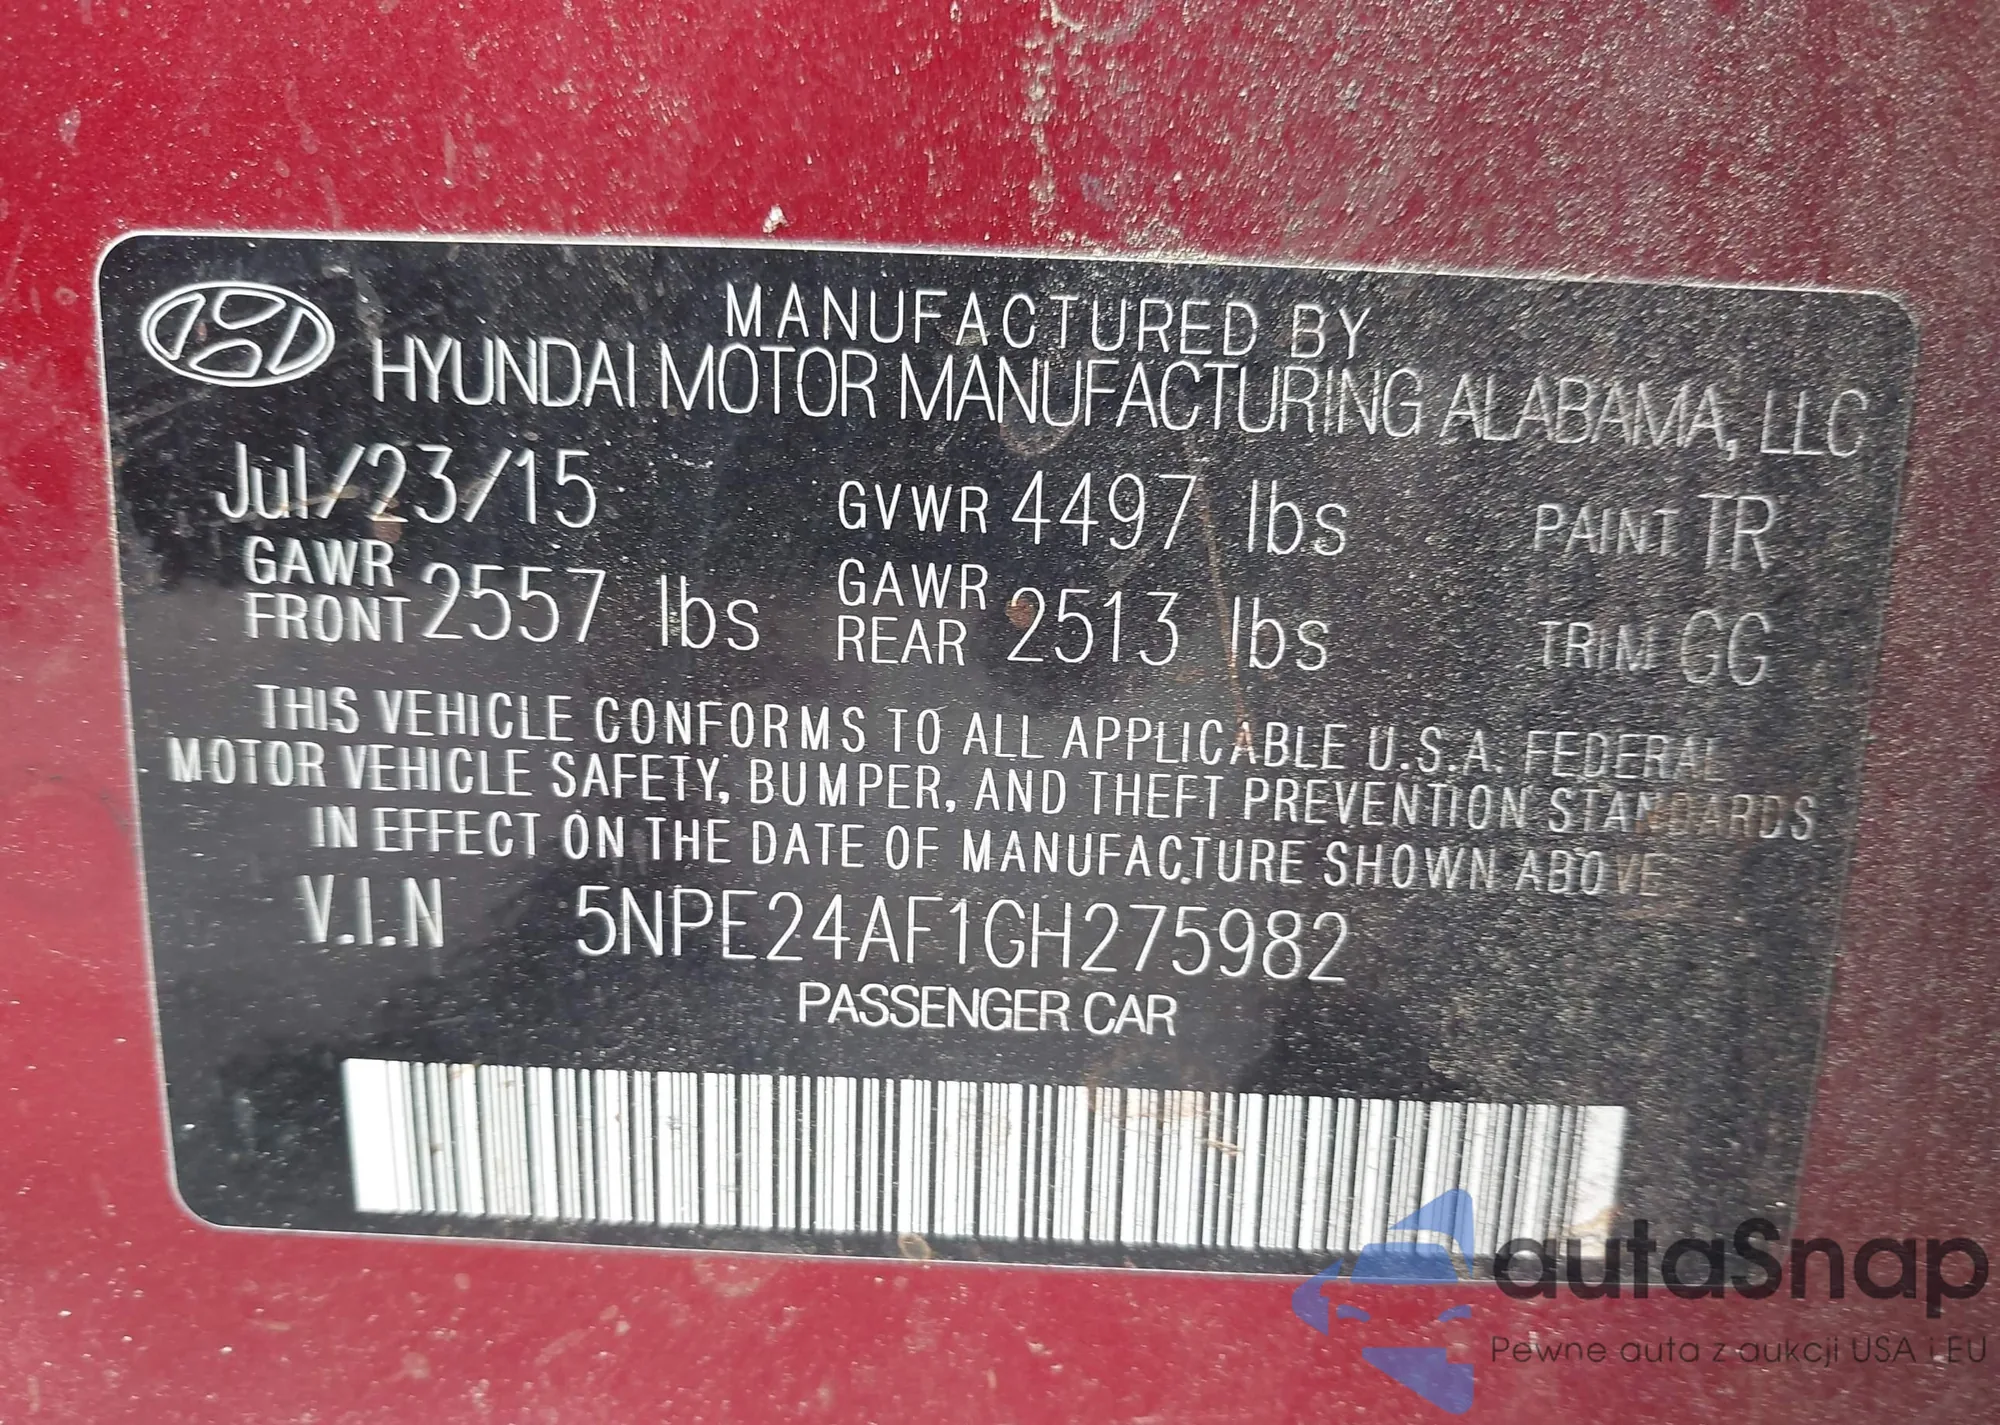 MANUFACTURED BY
HYUNDAI MOTOR MANUFACTURING ALABAMA, LLC
Jul/23/15 GVWR 4497 lbs PAINT TR
GAWR FRONT 2557 lbs GAWR REAR 2513 lbs TRIM GG
THIS VEHICLE CONFORMS TO ALL APPLICABLE U.S.A. FEDERAL
MOTOR VEHICLE SAFETY, BUMPER, AND THEFT PREVENTION STANDARDS
IN EFFECT ON THE DATE OF MANUFACTURE SHOWN ABOVE
V.I.N 5NPE24AF1GH275982
PASSENGER CAR
autaSnap
Pewne auta z aukcji USA i EU